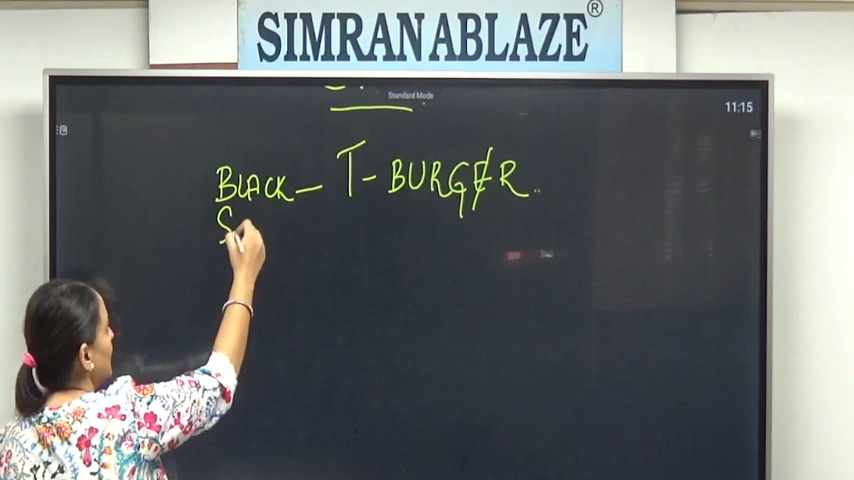 SIMRAN ABLAZE®
Standard Mode
11:15
BLACK – T – BURGER ..
S